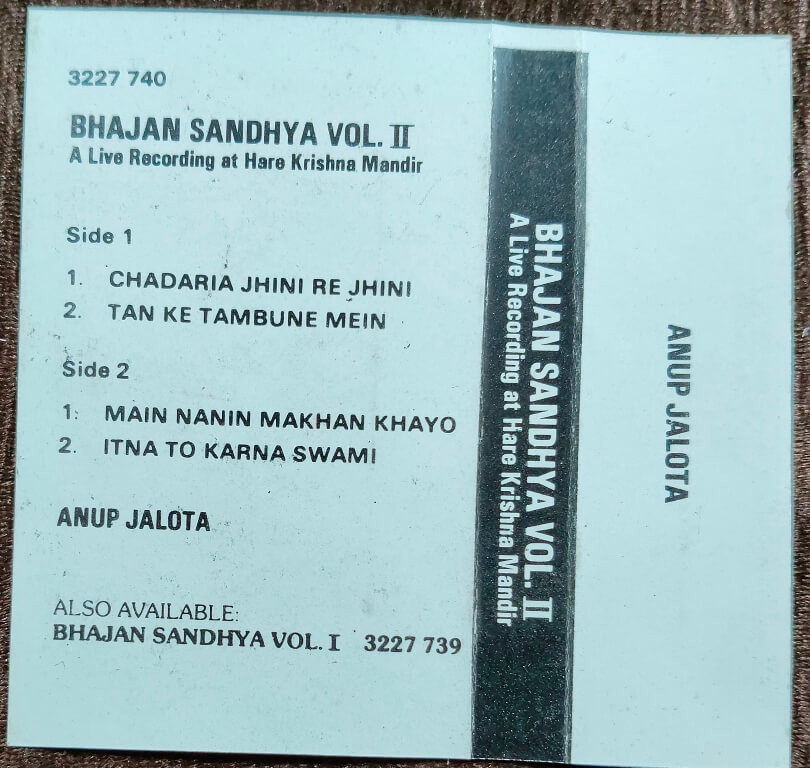 3227 740
BHAJAN SANDHYA VOL. II
A Live Recording at Hare Krishna Mandir
Side 1
1. CHADARIA JHINI RE JHINI
2. TAN KE TAMBUNE MEIN
Side 2
1. MAIN NANIN MAKHAN KHAYO
2. ITNA TO KARNA SWAMI
ANUP JALOTA
ALSO AVAILABLE:
BHAJAN SANDHYA VOL. I 3227 739
BHAJAN SANDHYA VOL. II
A Live Recording at Hare Krishna Mandir
ANUP JALOTA